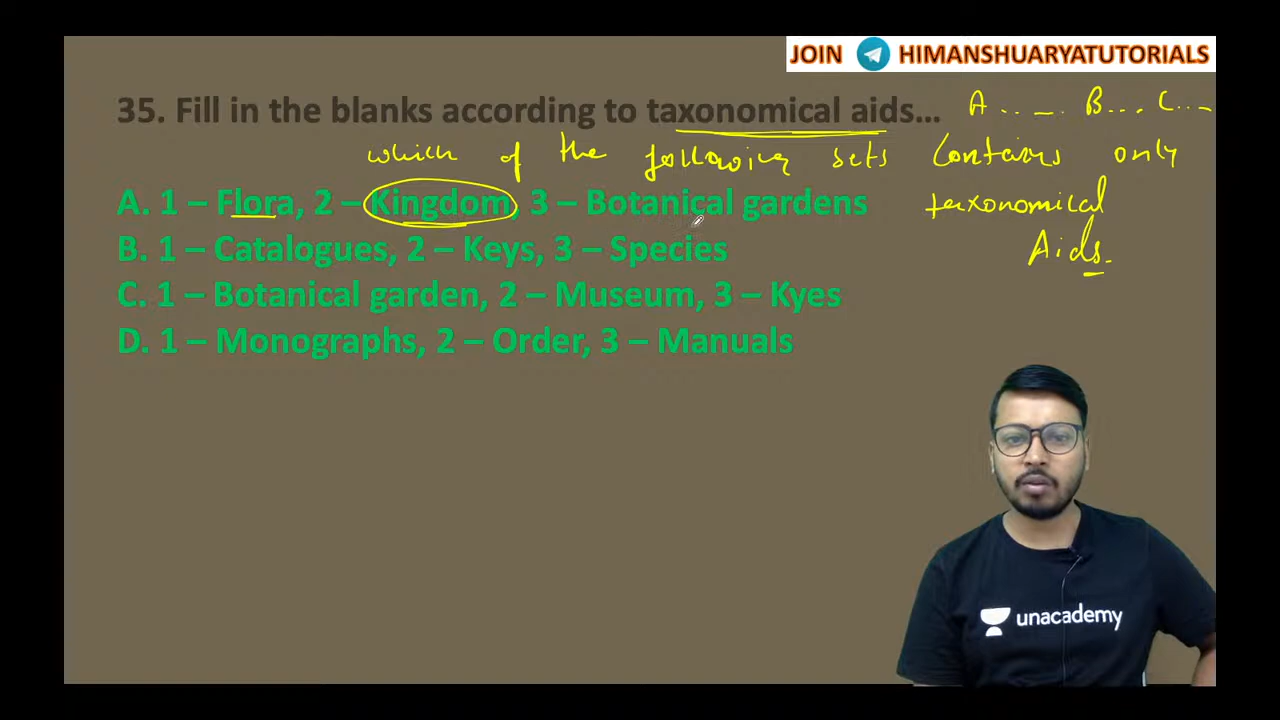 JOIN HIMANSHUARYATUTORIALS
35. Fill in the blanks according to taxonomical aids... A..... B.... C....
which of the following sets contains only
A. 1 – Flora, 2 – Kingdom, 3 – Botanical gardens taxonomical
B. 1 – Catalogues, 2 – Keys, 3 – Species Aids.
C. 1 – Botanical garden, 2 – Museum, 3 – Kyes
D. 1 – Monographs, 2 – Order, 3 – Manuals
unacademy